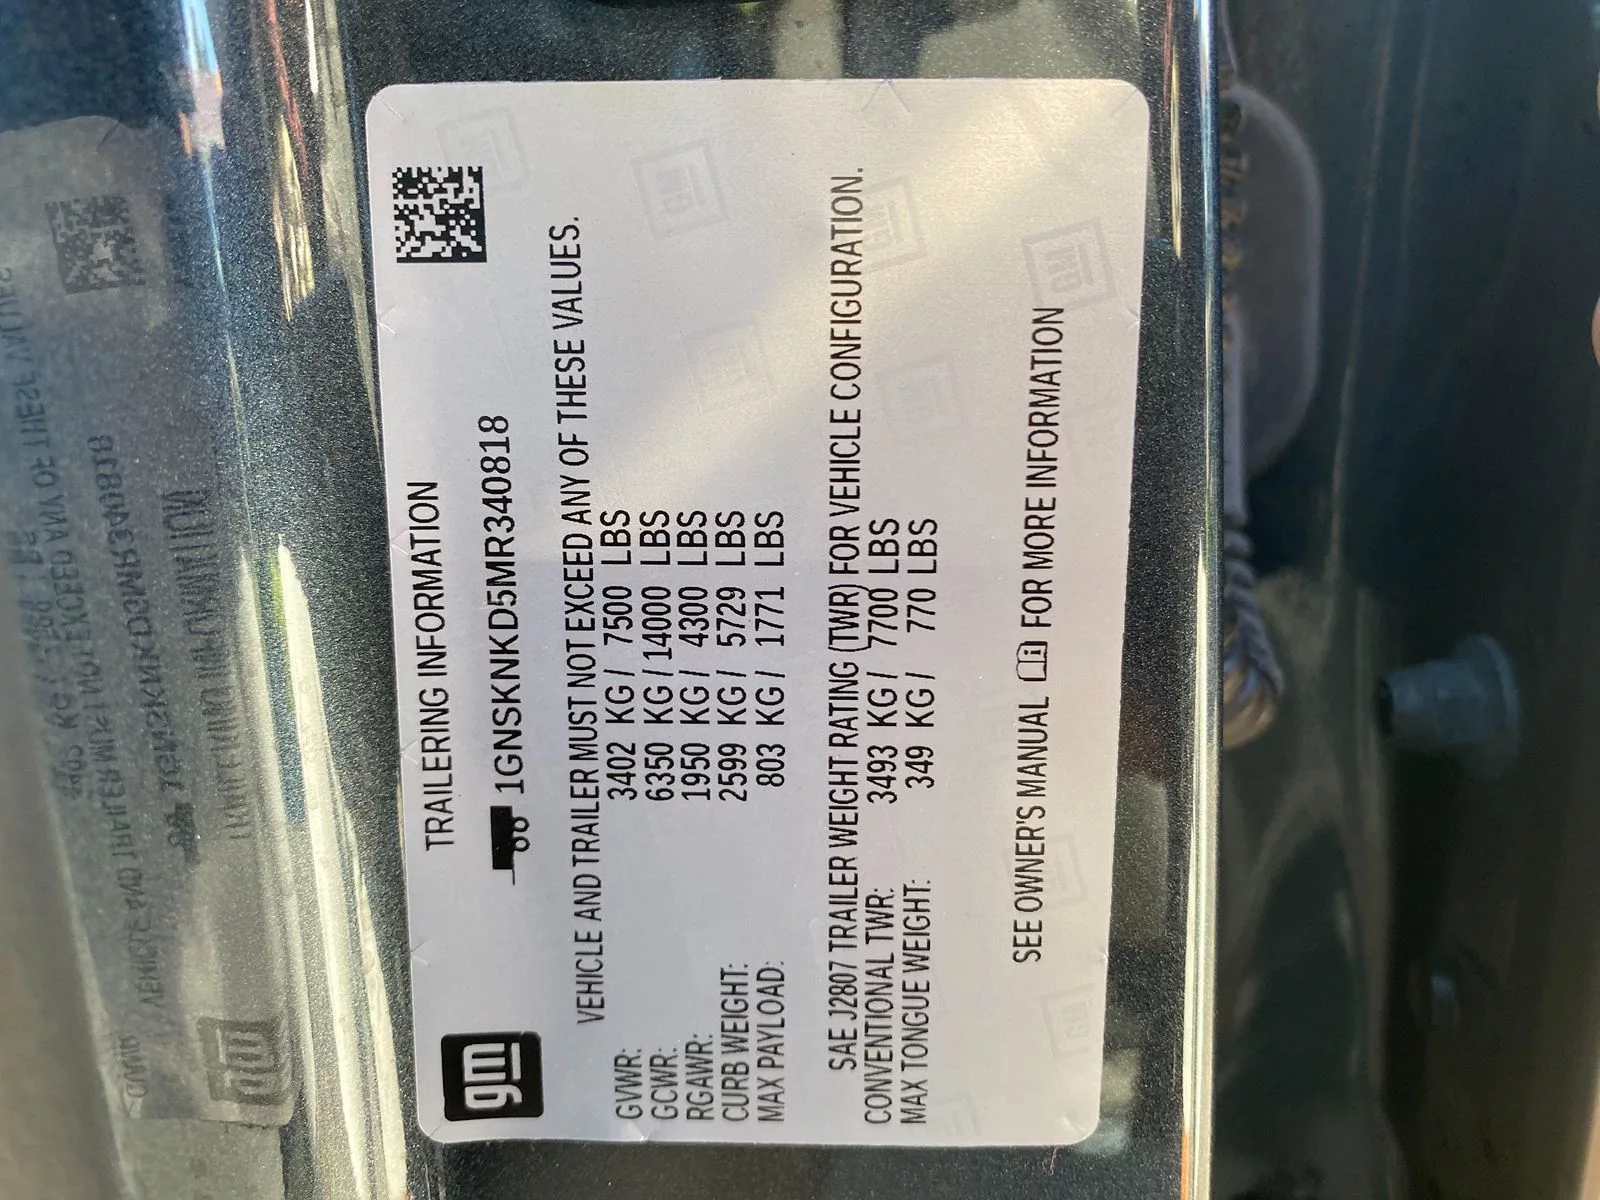 gm
TRAILERING INFORMATION
1GNSKNKD5MR340818
VEHICLE AND TRAILER MUST NOT EXCEED ANY OF THESE VALUES.
GVWR: 3402 KG / 7500 LBS
GCWR: 6350 KG / 14000 LBS
RGAWR: 1950 KG / 4300 LBS
CURB WEIGHT: 2599 KG / 5729 LBS
MAX PAYLOAD: 803 KG / 1771 LBS
SAE J2807 TRAILER WEIGHT RATING (TWR) FOR VEHICLE CONFIGURATION.
CONVENTIONAL TWR: 3493 KG / 7700 LBS
MAX TONGUE WEIGHT: 349 KG / 770 LBS
SEE OWNER'S MANUAL FOR MORE INFORMATION